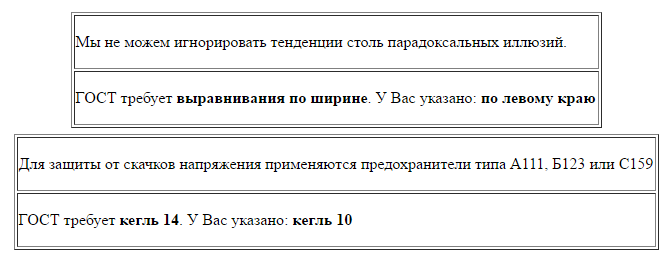 Мы не можем игнорировать тенденции столь парадоксальных иллюзий.
ГОСТ требует выравнивания по ширине. У Вас указано: по левому краю
Для защиты от скачков напряжения применяются предохранители типа А111, Б123 или С159
ГОСТ требует кегль 14. У Вас указано: кегль 10